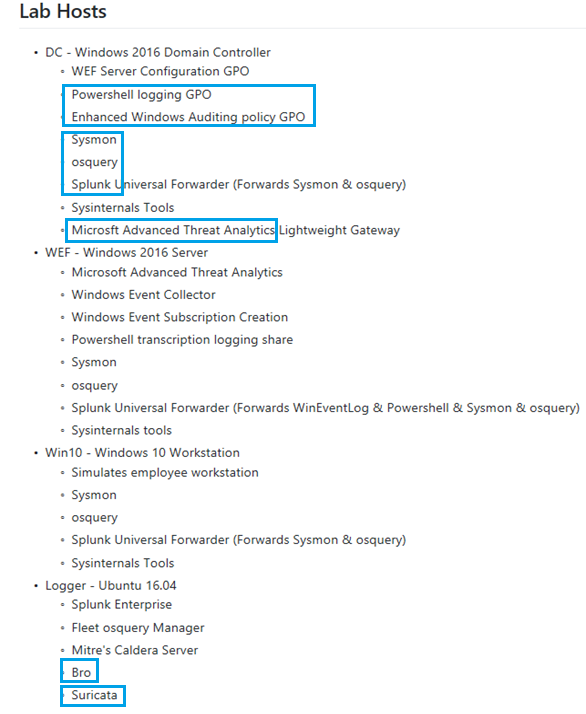 Lab Hosts
DC - Windows 2016 Domain Controller
WEF Server Configuration GPO
Powershell logging GPO
Enhanced Windows Auditing policy GPO
Sysmon
osquery
Splunk Universal Forwarder (Forwards Sysmon & osquery)
Sysinternals Tools
Microsft Advanced Threat Analytics Lightweight Gateway
WEF - Windows 2016 Server
Microsoft Advanced Threat Analytics
Windows Event Collector
Windows Event Subscription Creation
Powershell transcription logging share
Sysmon
osquery
Splunk Universal Forwarder (Forwards WinEventLog & Powershell & Sysmon & osquery)
Sysinternals tools
Win10 - Windows 10 Workstation
Simulates employee workstation
Sysmon
osquery
Splunk Universal Forwarder (Forwards Sysmon & osquery)
Sysinternals Tools
Logger - Ubuntu 16.04
Splunk Enterprise
Fleet osquery Manager
Mitre's Caldera Server
Bro
Suricata